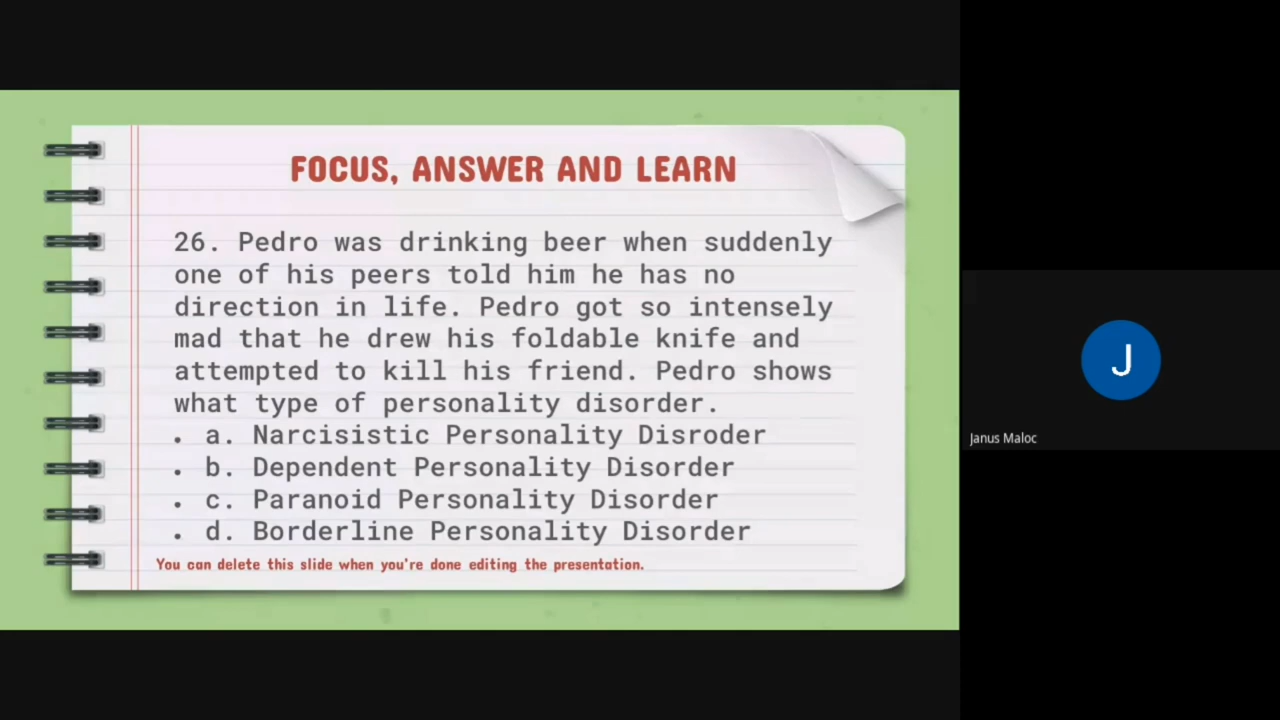 FOCUS, ANSWER AND LEARN
26. Pedro was drinking beer when suddenly
one of his peers told him he has no
direction in life. Pedro got so intensely
mad that he drew his foldable knife and
attempted to kill his friend. Pedro shows
what type of personality disorder.
• a. Narcisistic Personality Disroder
• b. Dependent Personality Disorder
• c. Paranoid Personality Disorder
• d. Borderline Personality Disorder
You can delete this slide when you're done editing the presentation.
J
Janus Maloc